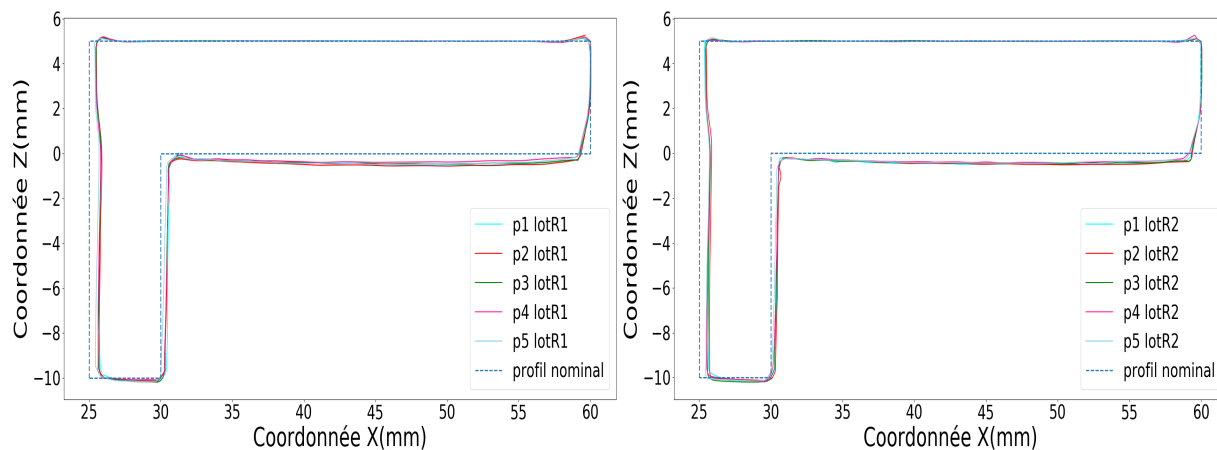 6
4
2
0
−2
−4
−6
−8
−10
25
30
35
40
45
50
55
60
Coordonnée X(mm)
Coordonnée Z(mm)
p1 lotR1
p2 lotR1
p3 lotR1
p4 lotR1
p5 lotR1
profil nominal
6
4
2
0
−2
−4
−6
−8
−10
25
30
35
40
45
50
55
60
Coordonnée X(mm)
Coordonnée Z(mm)
p1 lotR2
p2 lotR2
p3 lotR2
p4 lotR2
p5 lotR2
profil nominal